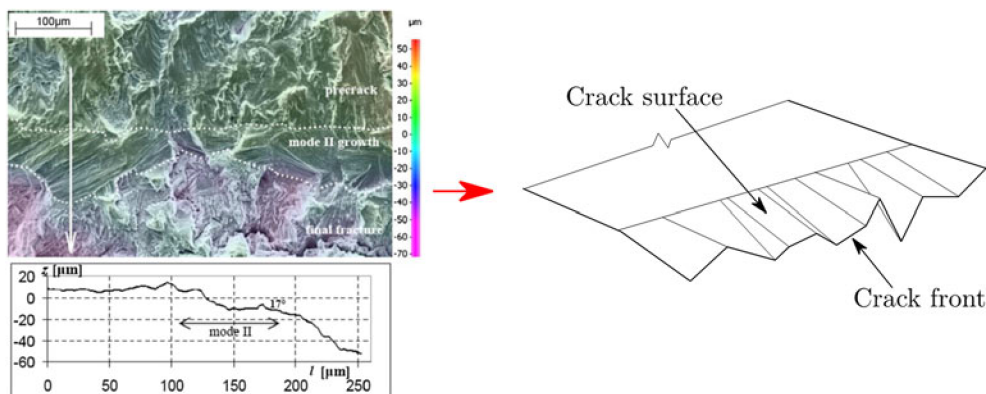 100μm
μm
50
40
30
20
10
0
-10
-20
-30
-40
-50
-60
-70
precrack
mode II growth
final fracture
z [μm]
20
0
-20
-40
-60
17°
mode II
l [μm]
0 50 100 150 200 250
Crack surface
Crack front